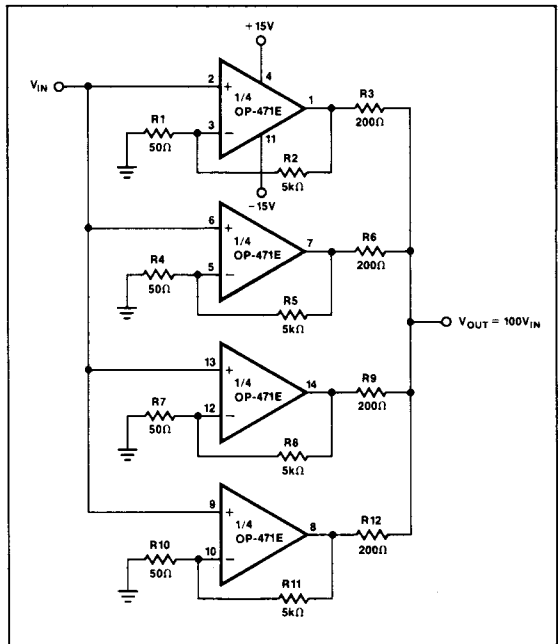 +15V
V_IN
2
+
4
1/4
OP-471E
1
R3
200Ω
R1
50Ω
3
−
11
R2
5kΩ
−15V
6
+
1/4
OP-471E
7
R6
200Ω
R4
50Ω
5
−
R5
5kΩ
V_OUT = 100V_IN
13
+
1/4
OP-471E
14
R9
200Ω
R7
50Ω
12
−
R8
5kΩ
9
+
1/4
OP-471E
8
R12
200Ω
R10
50Ω
10
−
R11
5kΩ